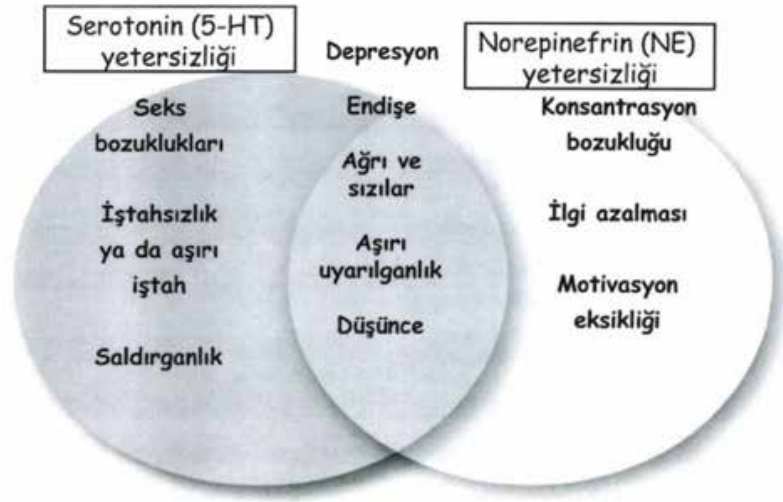 Serotonin (5-HT)
yetersizliği
Depresyon
Norepinefrin (NE)
yetersizliği
Seks
bozuklukları
İştahsızlık
ya da aşırı
iştah
Saldırganlık
Endişe
Ağrı ve
sızılar
Aşırı
uyarılganlık
Düşünce
Konsantrasyon
bozukluğu
İlgi azalması
Motivasyon
eksikliği